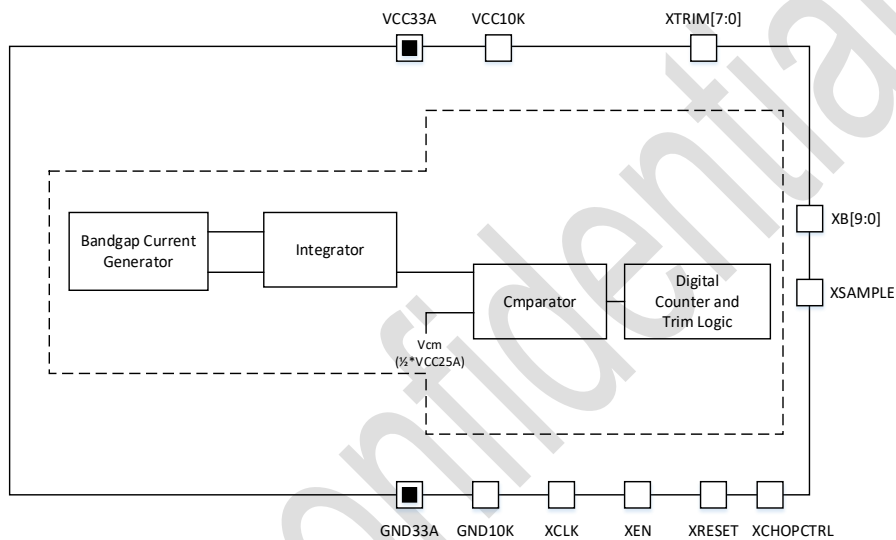 VCC33A VCC10K XTRIM[7:0]
Bandgap Current
Generator
Integrator
XB[9:0]
Cmparator
Digital
Counter and
Trim Logic
XSAMPLE
Vcm
(½*VCC25A)
GND33A GND10K XCLK XEN XRESET XCHOPCTRL
Confidential